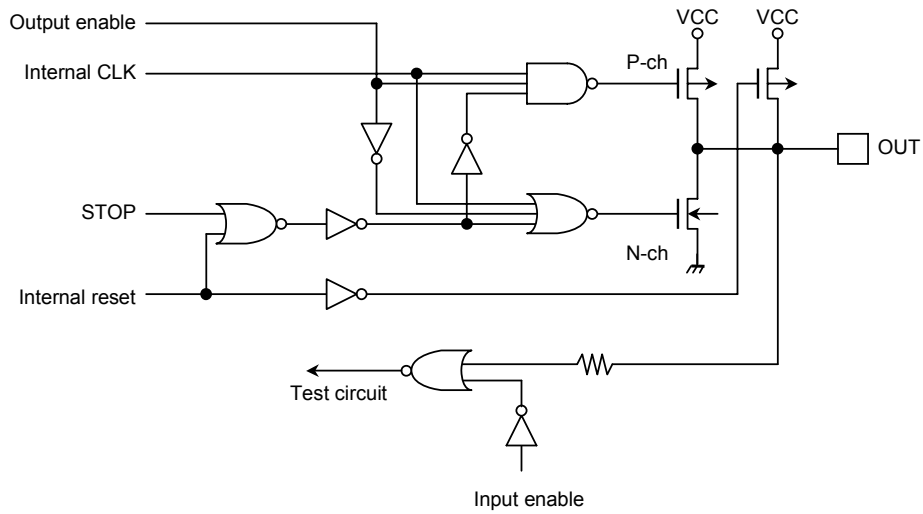 Output enable
VCC
VCC
Internal CLK
P-ch
OUT
STOP
N-ch
Internal reset
Test circuit
Input enable